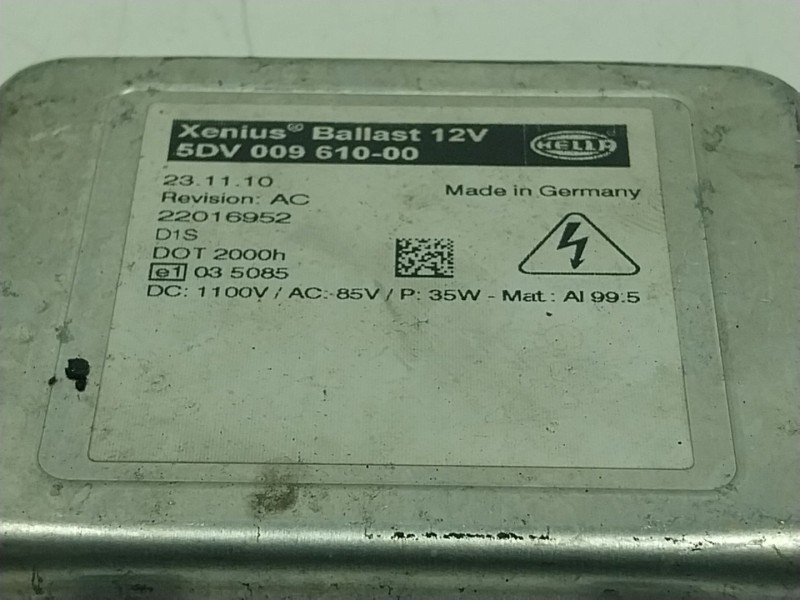 Xenius® Ballast 12V
5DV 009 610-00
HELLA
23.11.10
Made in Germany
Revision: AC
22016952
D1S
DOT 2000h
e1 03 5085
DC: 1100V / AC: 85V / P: 35W - Mat.: Al 99.5